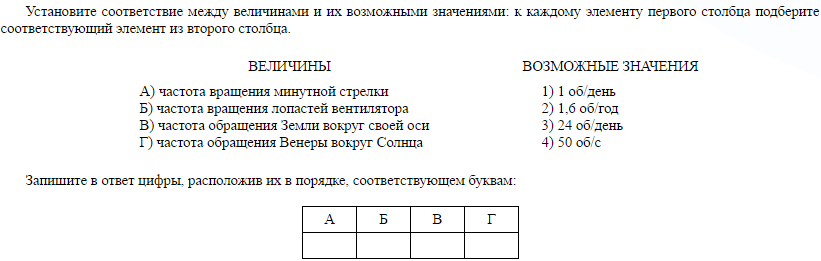 Установите соответствие между величинами и их возможными значениями: к каждому элементу первого столбца подберите
соответствующий элемент из второго столбца.
ВЕЛИЧИНЫ
А) частота вращения минутной стрелки
Б) частота вращения лопастей вентилятора
В) частота обращения Земли вокруг своей оси
Г) частота обращения Венеры вокруг Солнца
ВОЗМОЖНЫЕ ЗНАЧЕНИЯ
1) 1 об/день
2) 1,6 об/год
3) 24 об/день
4) 50 об/с
Запишите в ответ цифры, расположив их в порядке, соответствующем буквам:
А Б В Г